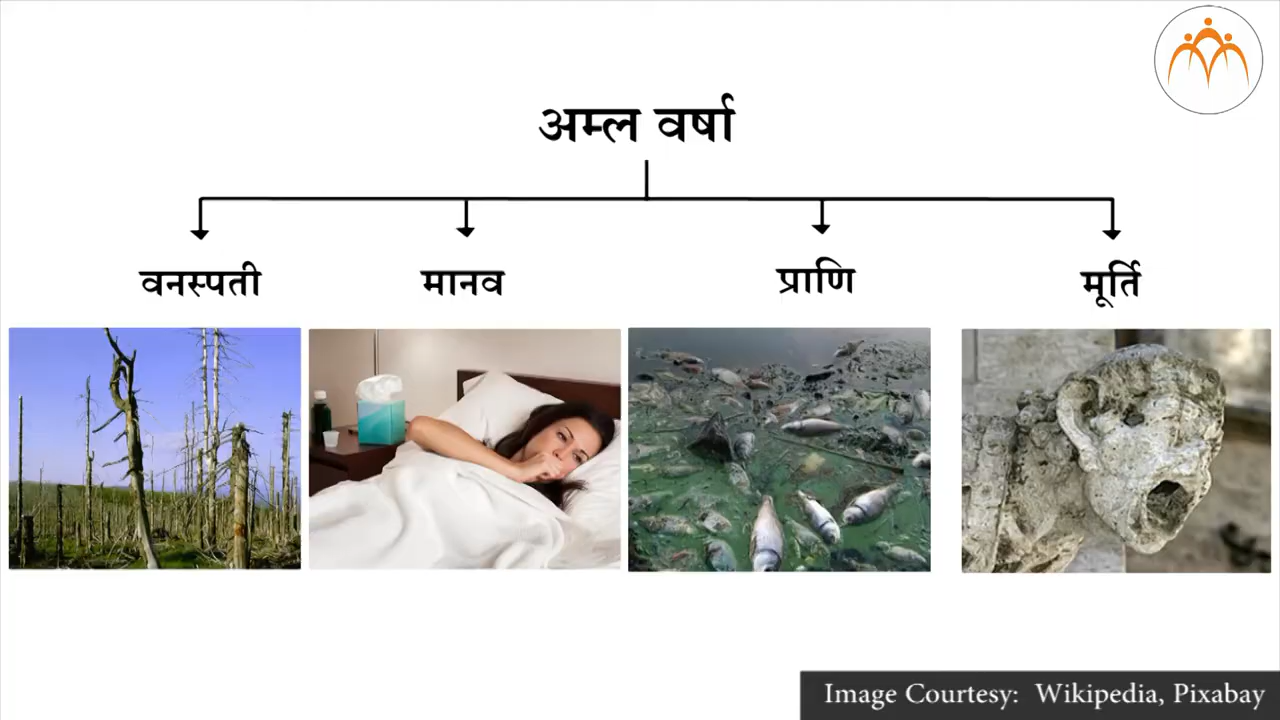 अम्ल वर्षा
वनस्पती
मानव
प्राणि
मूर्ति
Image Courtesy: Wikipedia, Pixabay